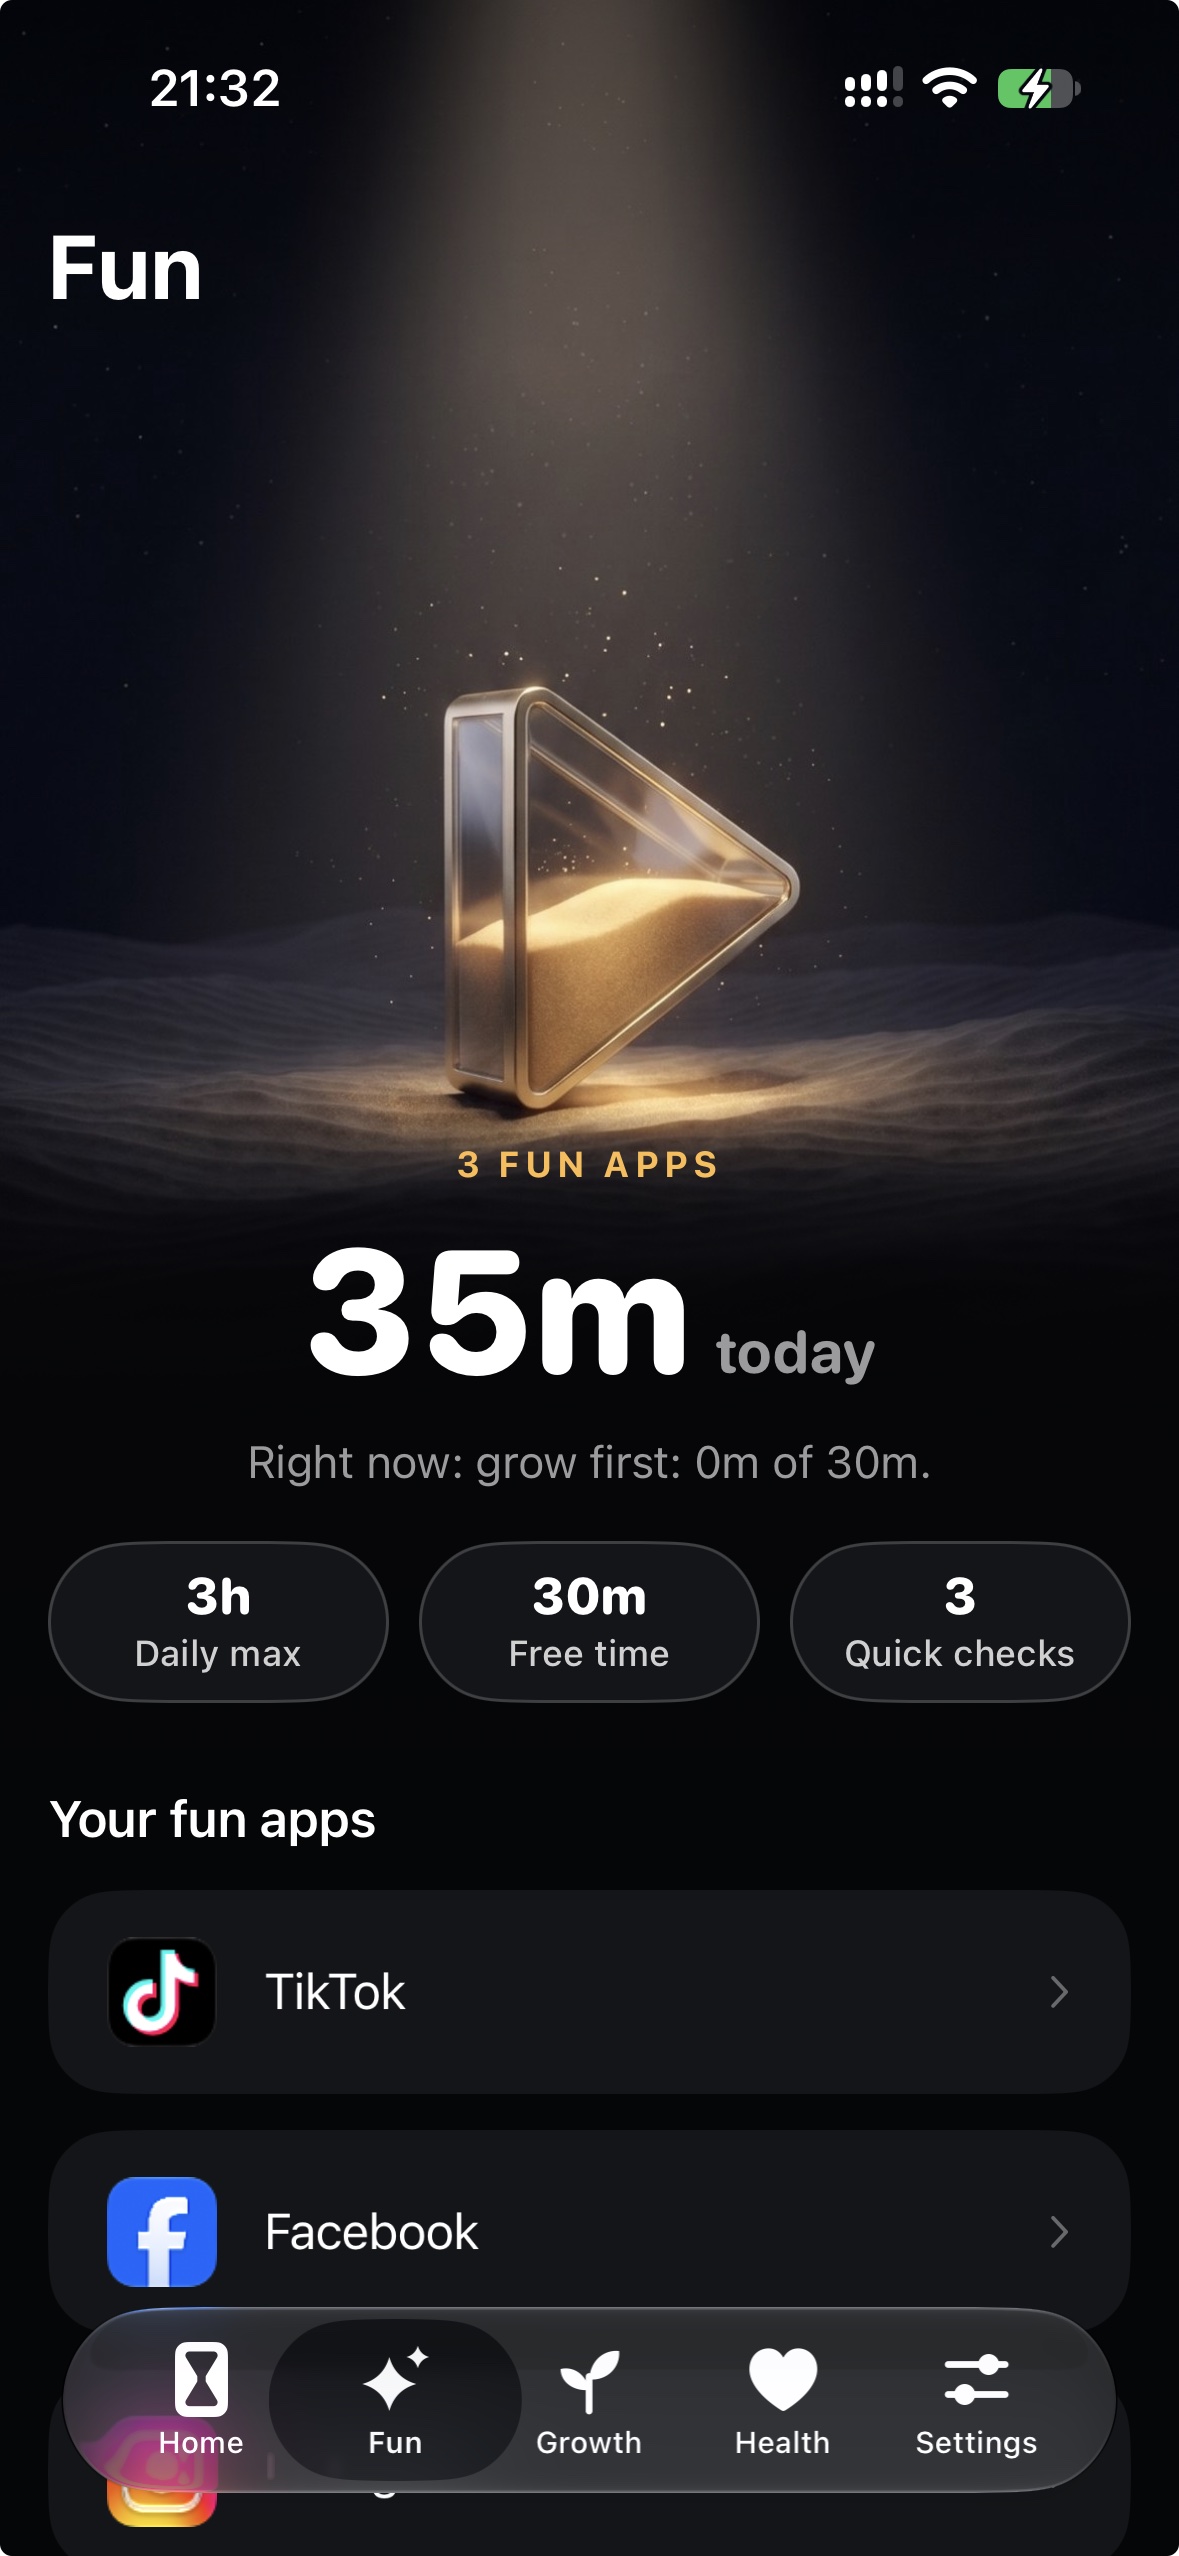 21:32
Fun
3 FUN APPS
35m today
Right now: grow first: 0m of 30m.
3h
Daily max
30m
Free time
3
Quick checks
Your fun apps
TikTok
Facebook
Home
Fun
Growth
Health
Settings